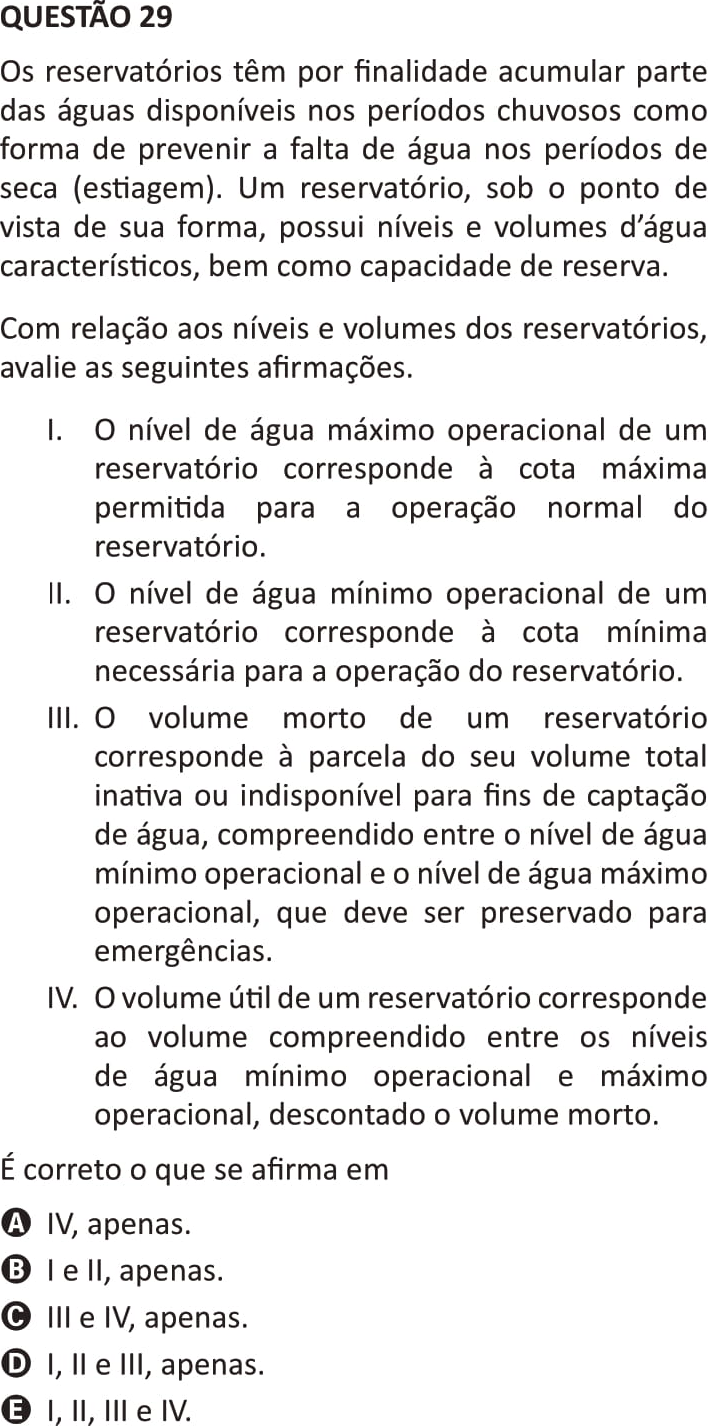 QUESTÃO 29
Os reservatórios têm por finalidade acumular parte
das águas disponíveis nos períodos chuvosos como
forma de prevenir a falta de água nos períodos de
seca (estiagem). Um reservatório, sob o ponto de
vista de sua forma, possui níveis e volumes d’água
característicos, bem como capacidade de reserva.
Com relação aos níveis e volumes dos reservatórios,
avalie as seguintes afirmações.
I. O nível de água máximo operacional de um
reservatório corresponde à cota máxima
permitida para a operação normal do
reservatório.
II. O nível de água mínimo operacional de um
reservatório corresponde à cota mínima
necessária para a operação do reservatório.
III. O volume morto de um reservatório
corresponde à parcela do seu volume total
inativa ou indisponível para fins de captação
de água, compreendido entre o nível de água
mínimo operacional e o nível de água máximo
operacional, que deve ser preservado para
emergências.
IV. O volume útil de um reservatório corresponde
ao volume compreendido entre os níveis
de água mínimo operacional e máximo
operacional, descontado o volume morto.
É correto o que se afirma em
A IV, apenas.
B I e II, apenas.
C III e IV, apenas.
D I, II e III, apenas.
E I, II, III e IV.